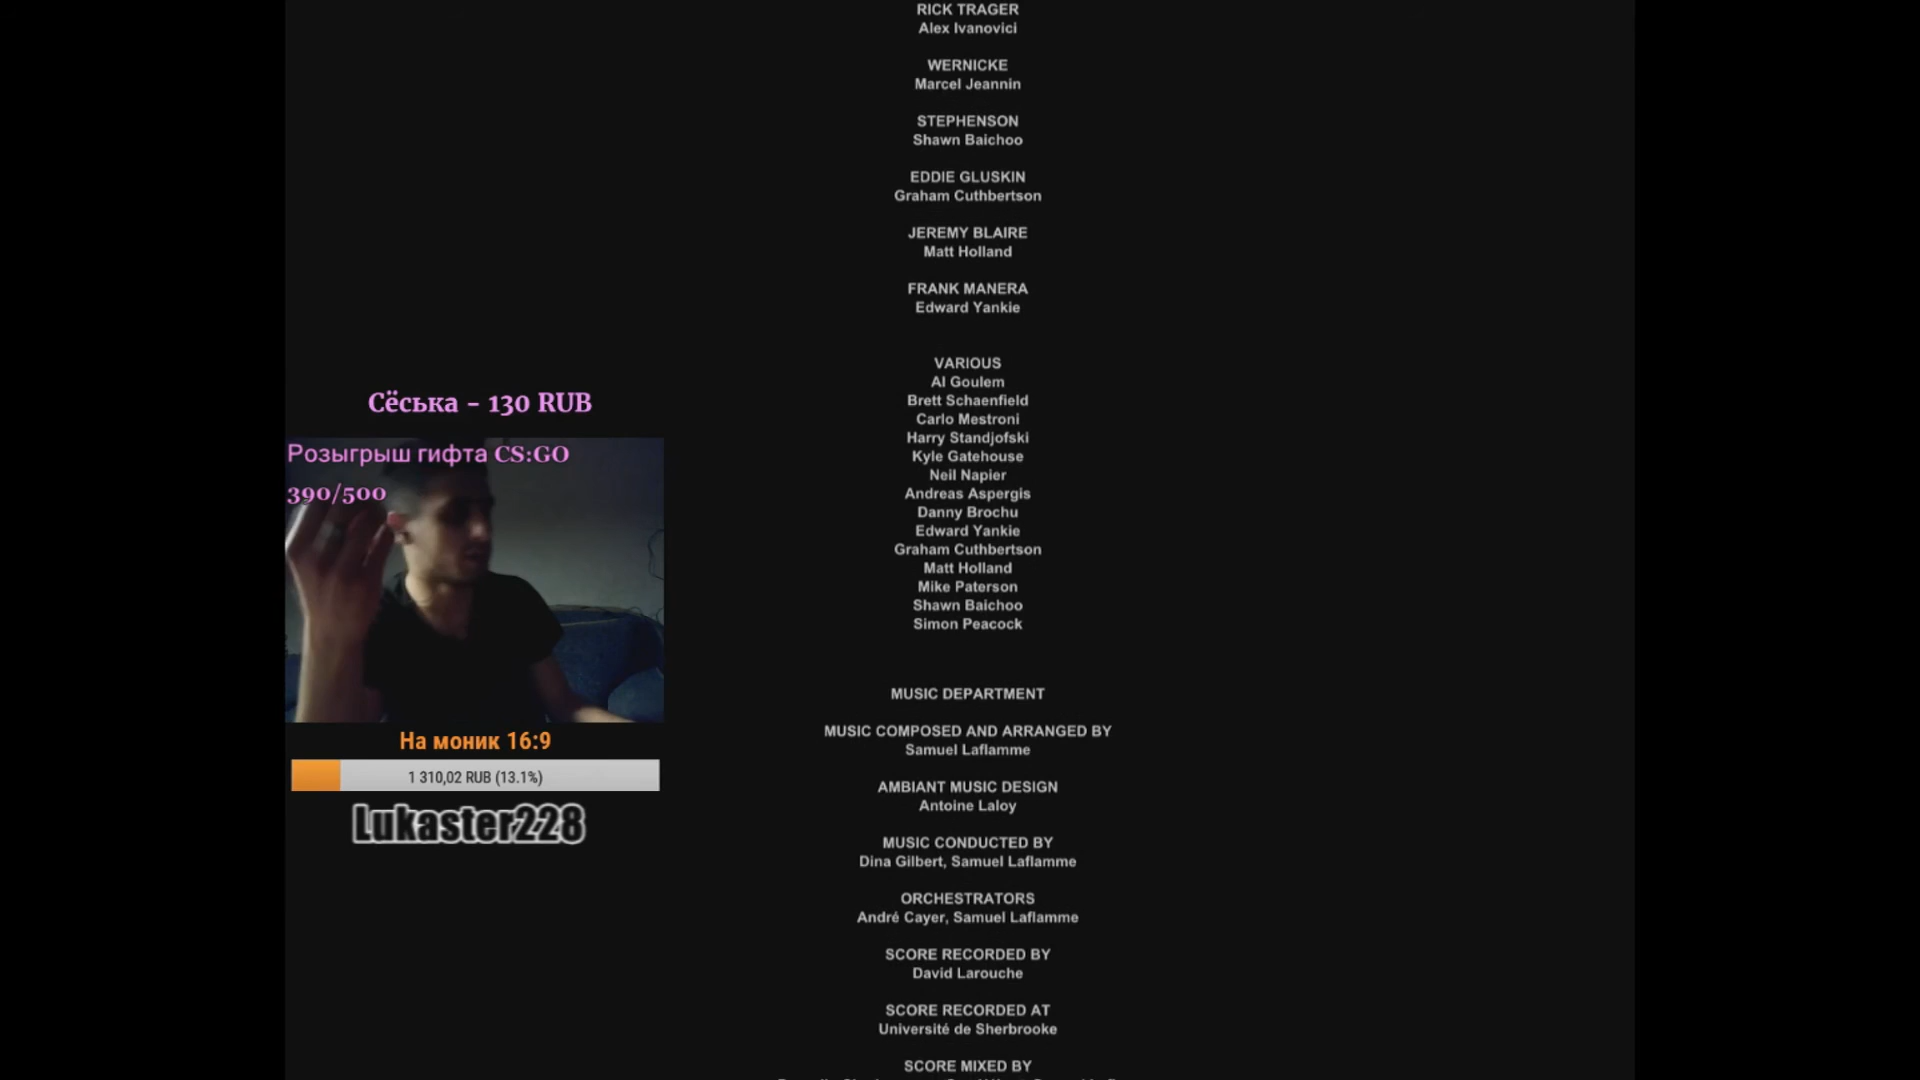 RICK TRAGER
Alex Ivanovici
WERNICKE
Marcel Jeannin
STEPHENSON
Shawn Baichoo
EDDIE GLUSKIN
Graham Cuthbertson
JEREMY BLAIRE
Matt Holland
FRANK MANERA
Edward Yankie
VARIOUS
Al Goulem
Brett Schaenfield
Carlo Mestroni
Harry Standjofski
Kyle Gatehouse
Neil Napier
Andreas Aspergis
Danny Brochu
Edward Yankie
Graham Cuthbertson
Matt Holland
Mike Paterson
Shawn Baichoo
Simon Peacock
MUSIC DEPARTMENT
MUSIC COMPOSED AND ARRANGED BY
Samuel Laflamme
AMBIANT MUSIC DESIGN
Antoine Laloy
MUSIC CONDUCTED BY
Dina Gilbert, Samuel Laflamme
ORCHESTRATORS
André Cayer, Samuel Laflamme
SCORE RECORDED BY
David Larouche
SCORE RECORDED AT
Université de Sherbrooke
SCORE MIXED BY
Сёська - 130 RUB
Розыгрыш гифта CS:GO
390/500
На моник 16:9
1 310,02 RUB (13.1%)
Lukaster228